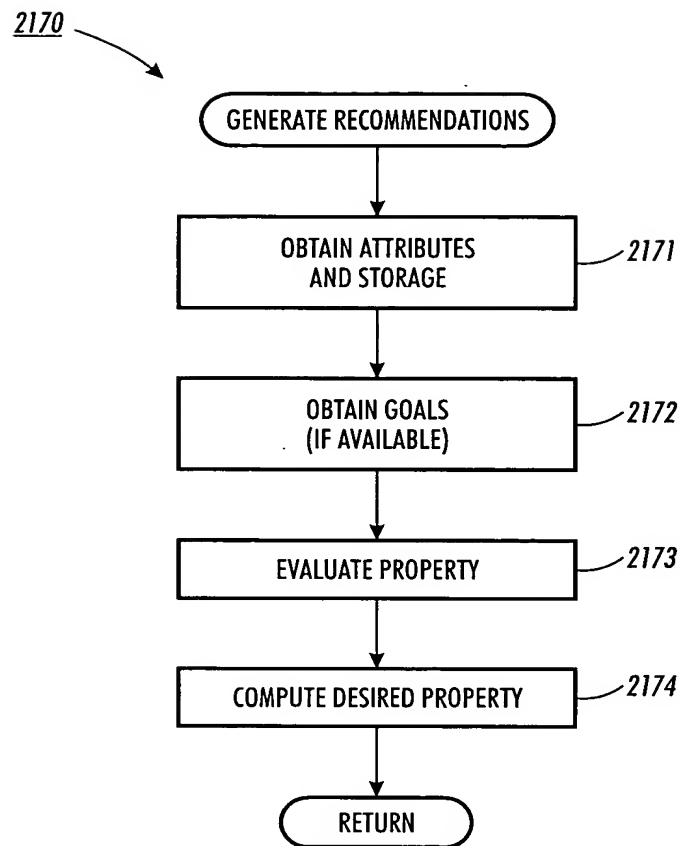 2170
GENERATE RECOMMENDATIONS
OBTAIN ATTRIBUTES
AND STORAGE
2171
OBTAIN GOALS
(IF AVAILABLE)
2172
EVALUATE PROPERTY
2173
COMPUTE DESIRED PROPERTY
2174
RETURN